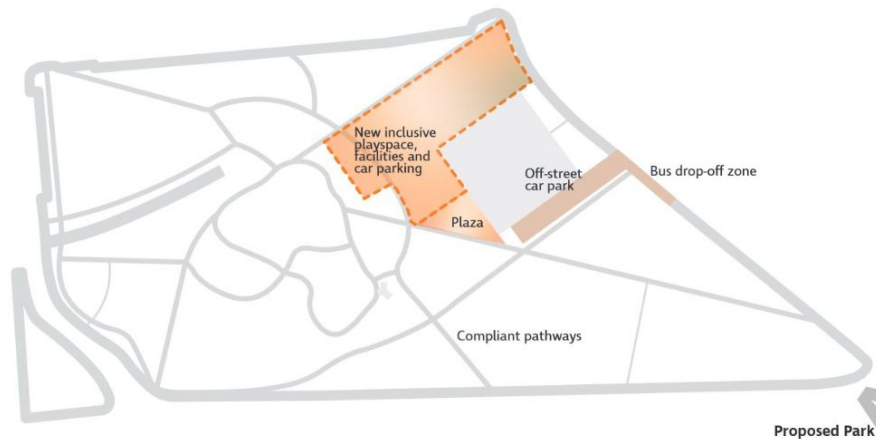 New inclusive
playspace,
facilities and
car parking
Off-street
car park
Bus drop-off zone
Plaza
Compliant pathways
Proposed Park